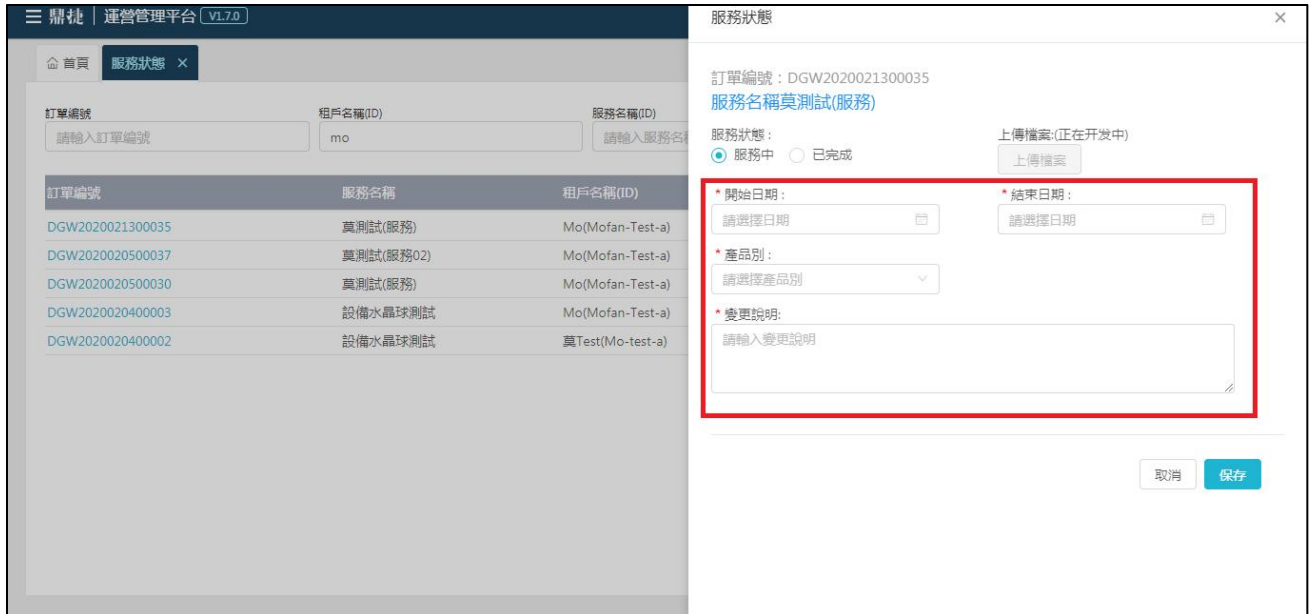 鼎捷 | 運營管理平台 V1.7.0
首頁 服務狀態 ×
訂單編號 租戶名稱(ID) 服務名稱(ID)
請輸入訂單編號 mo 請輸入服務名
訂單編號 服務名稱 租戶名稱(ID)
DGW2020021300035 莫測試(服務) Mo(Mofan-Test-a)
DGW2020020500037 莫測試(服務02) Mo(Mofan-Test-a)
DGW2020020500030 莫測試(服務) Mo(Mofan-Test-a)
DGW2020020400003 設備水晶球測試 Mo(Mofan-Test-a)
DGW2020020400002 設備水晶球測試 莫Test(Mo-test-a)
服務狀態 ×
訂單編號：DGW2020021300035
服務名稱莫測試(服務)
服務狀態： 上傳檔案:(正在开发中)
服務中 已完成 上傳檔案
* 開始日期： * 結束日期：
請選擇日期 請選擇日期
* 產品別：
請選擇產品別
* 變更說明:
請輸入變更說明
取消 保存